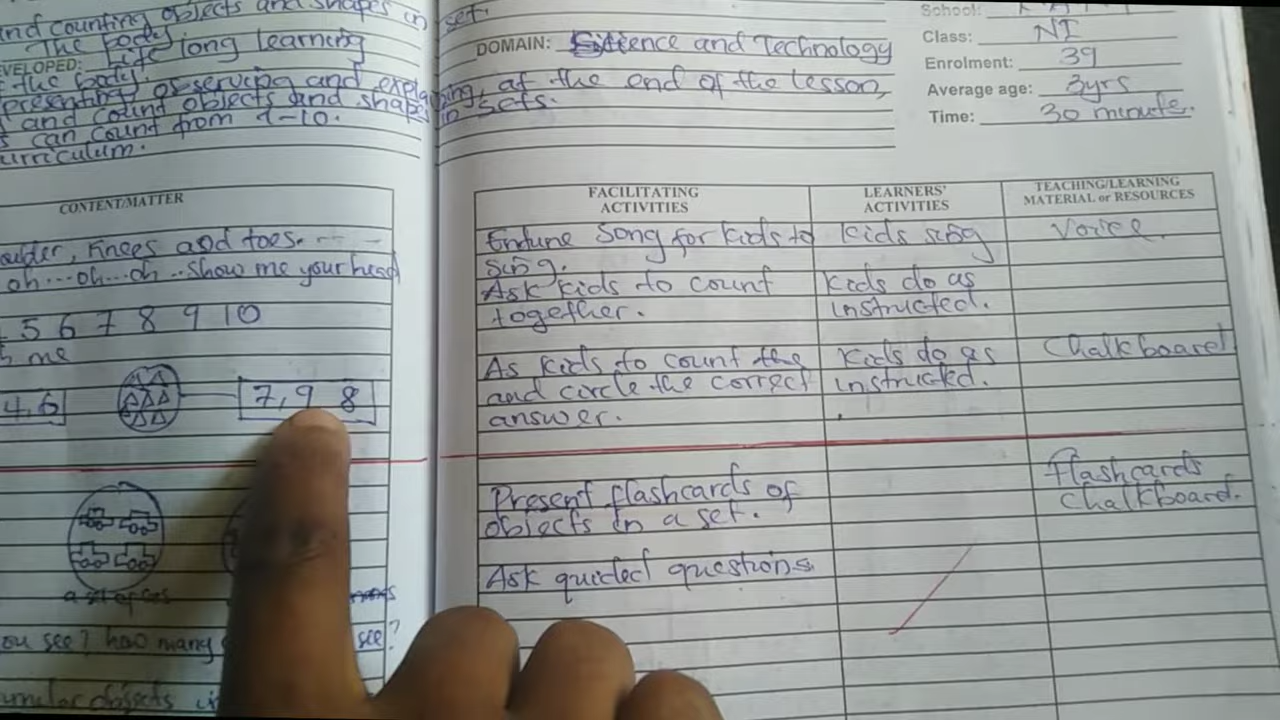 and counting objects and shapes in set.
The body
EVELOPED: Life long learning
f the body.
presenting, observing and explaining, at the end of the lesson,
and count objects and shapes in sets.
can count from 1-10.
urriculum.
DOMAIN: Science and Technology
School:
Class: N1
Enrolment: 39
Average age: 3yrs
Time: 30 minute.
CONTENT/MATTER
oulder, Knees and toes. ---
oh...oh...oh..show me your head
5 6 7 8 9 10
me
4,6 7,9 8
a set of cars
ou see? how many see?
FACILITATING ACTIVITIES LEARNERS' ACTIVITIES TEACHING/LEARNING MATERIAL or RESOURCES
Entune Song for kids to kids sing Voice.
sing.
Ask kids to count kids do as
together. instructed.
As kids to count the kids do as Chalkboard
and circle the correct instructed.
answer.
Present flashcards of Flashcards
objects in a set. Chalkboard.
Ask guided questions